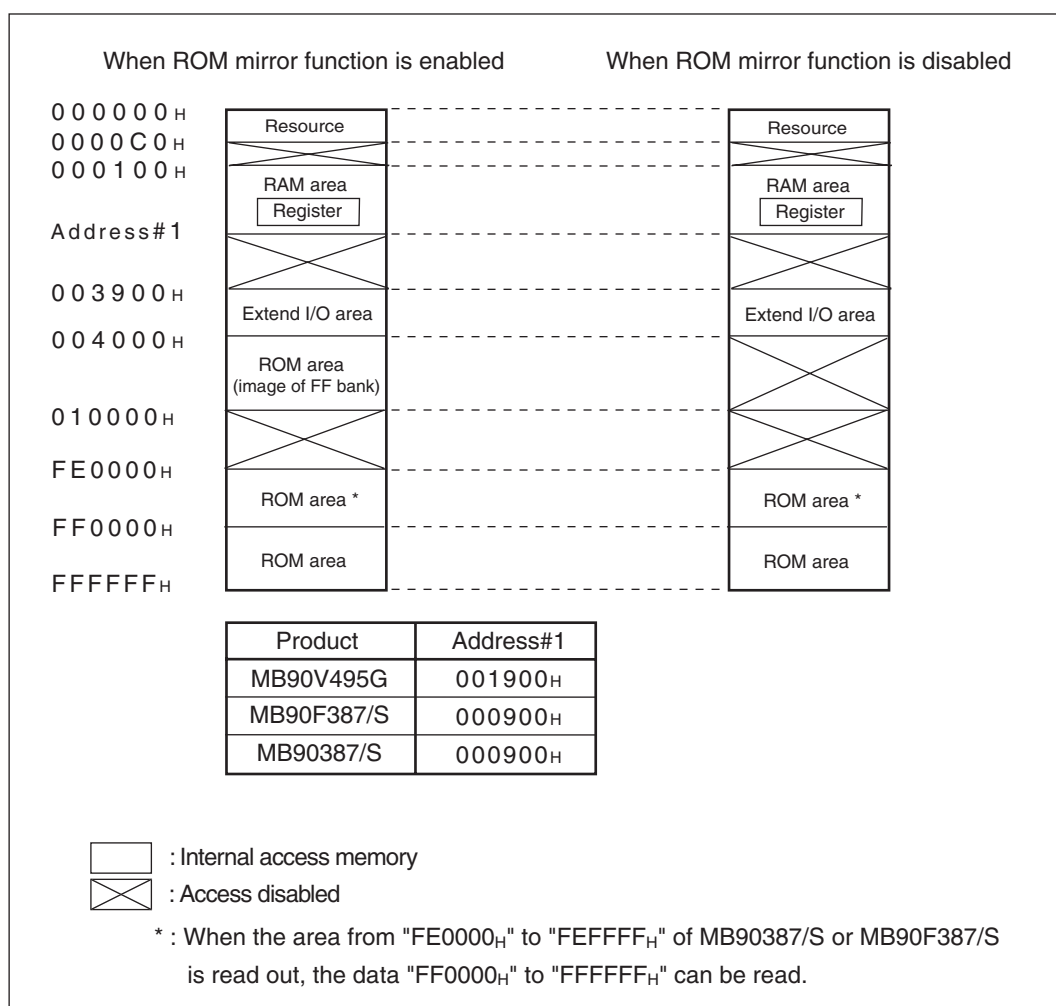 When ROM mirror function is enabled
When ROM mirror function is disabled
000000H
0000C0H
000100H
Address#1
003900H
004000H
010000H
FE0000H
FF0000H
FFFFFFH
Resource
RAM area
Register
Extend I/O area
ROM area
(image of FF bank)
ROM area *
ROM area
Resource
RAM area
Register
Extend I/O area
ROM area *
ROM area
Product Address#1
MB90V495G 001900H
MB90F387/S 000900H
MB90387/S 000900H
: Internal access memory
: Access disabled
* : When the area from "FE0000H" to "FEFFFFH" of MB90387/S or MB90F387/S
is read out, the data "FF0000H" to "FFFFFFH" can be read.